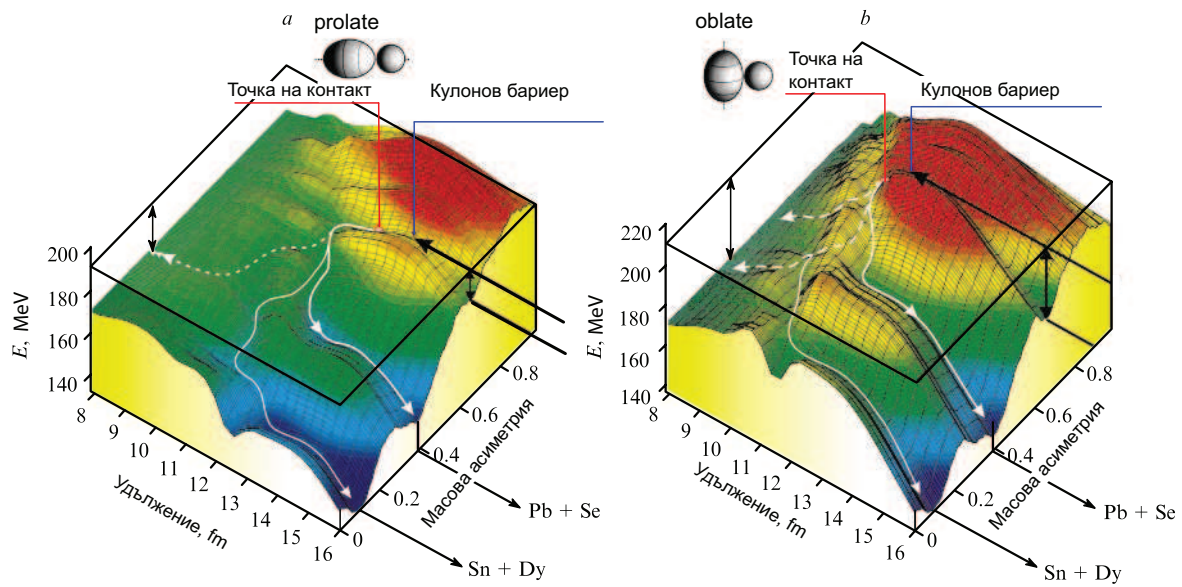 a
prolate
Точка на контакт
Кулонов бариер
E, MeV
200
180
160
140
8
9
10
11
12
13
14
15
16
Удължение, fm
0
0.2
0.4
0.6
0.8
Масова асиметрия
Pb + Se
Sn + Dy
b
oblate
Точка на
контакт
Кулонов бариер
E, MeV
220
200
180
160
140
8
9
10
11
12
13
14
15
16
Удължение, fm
0
0.2
0.4
0.6
0.8
Масова асиметрия
Pb + Se
Sn + Dy